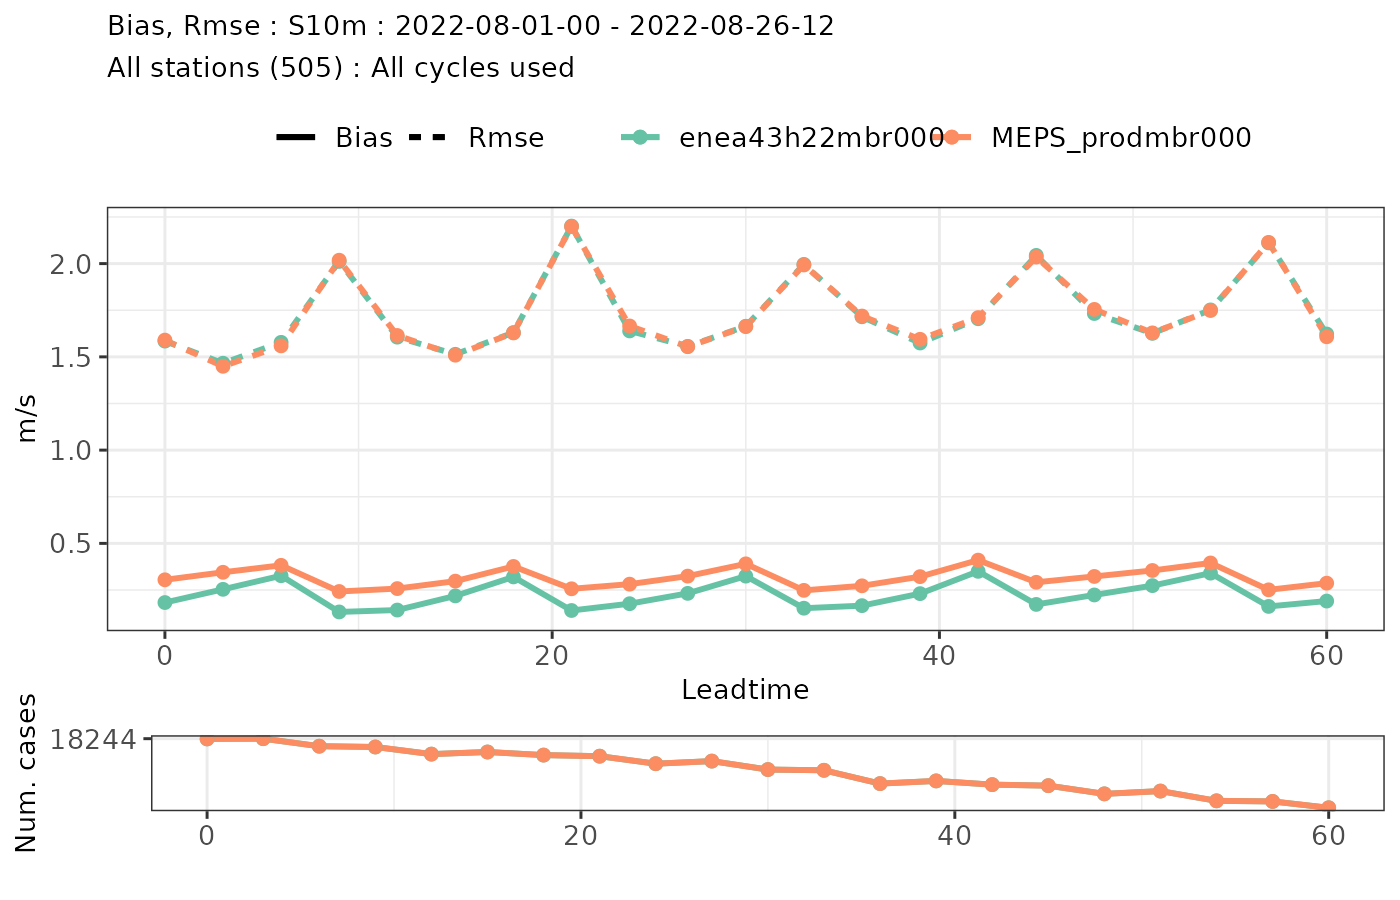 Bias, Rmse : S10m : 2022-08-01-00 - 2022-08-26-12
All stations (505) : All cycles used
Bias Rmse enea43h22mbr000 MEPS_prodmbr000
2.0
1.5
1.0
0.5
m/s
0 20 40 60
Leadtime
18244
Num. cases
0 20 40 60